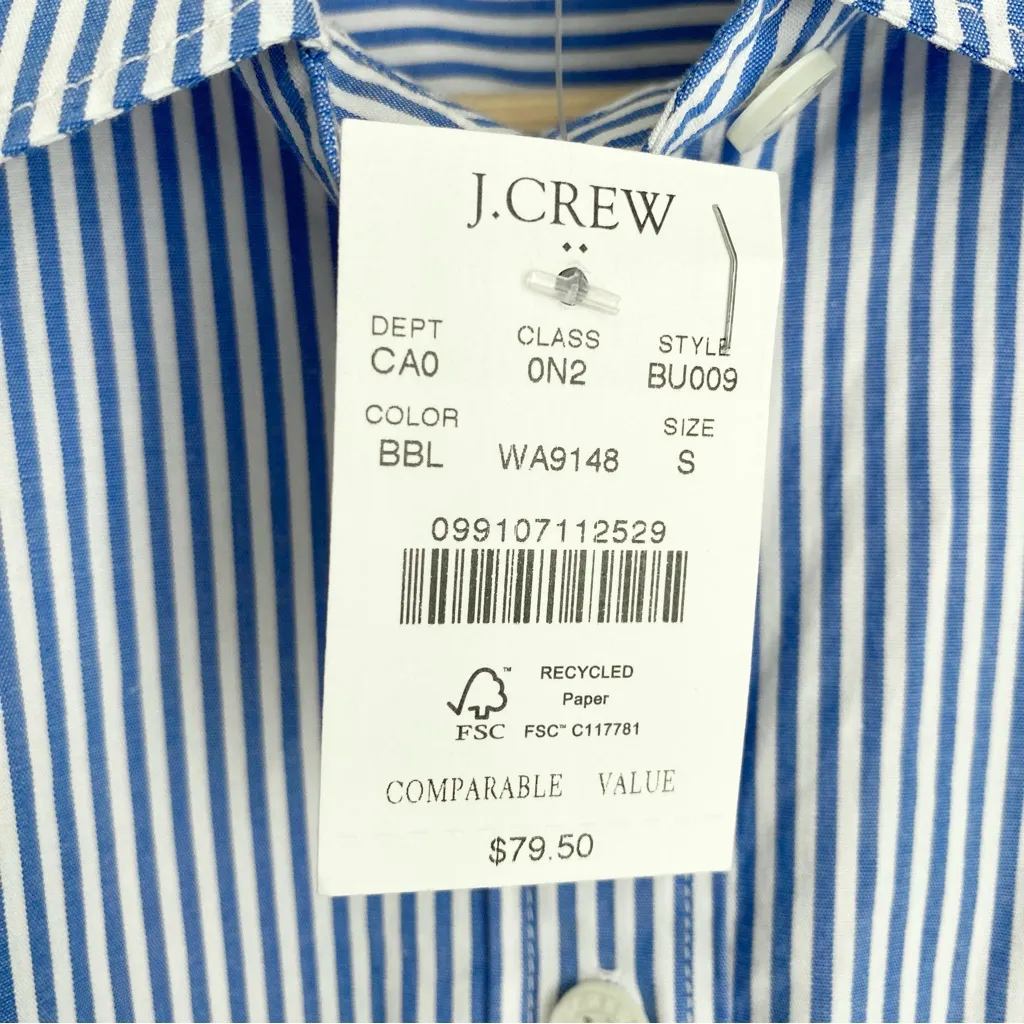 J.CREW
DEPT CLASS STYLE
CA0 0N2 BU009
COLOR SIZE
BBL WA9148 S
099107112529
RECYCLED
Paper
FSC™ FSC™ C117781
COMPARABLE VALUE
$79.50